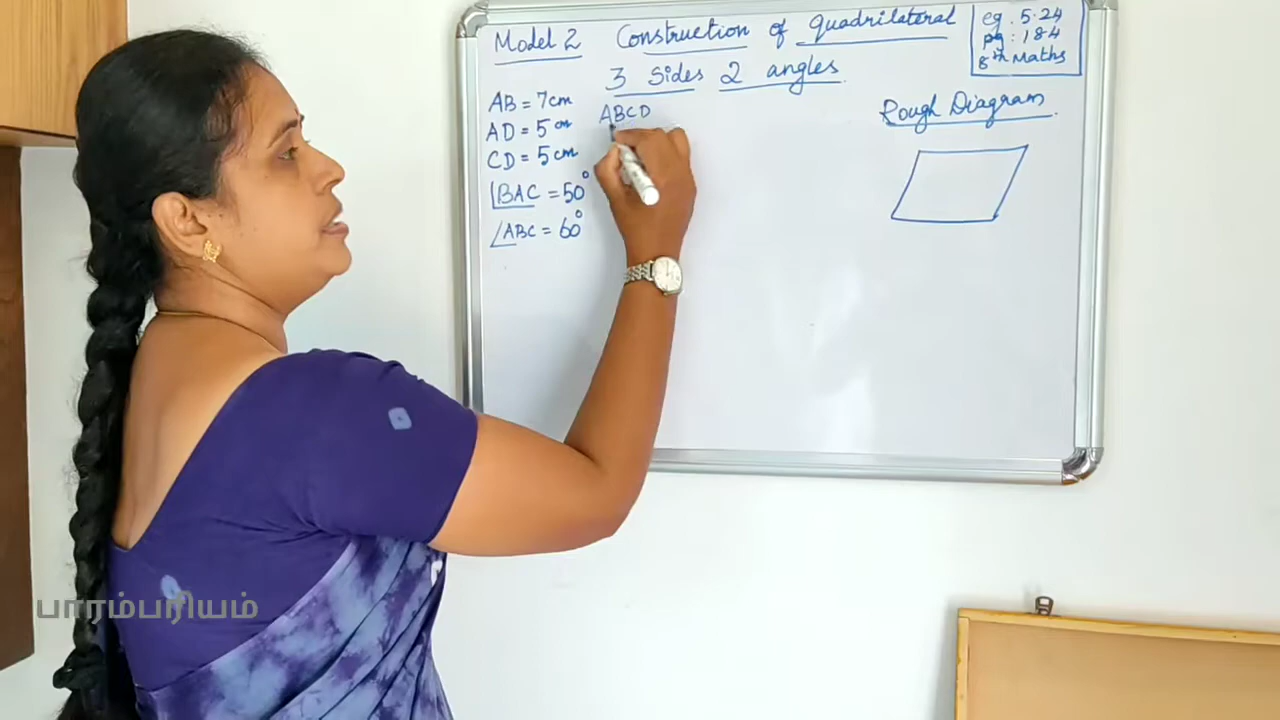 Model 2 Construction of Quadrilateral
3 Sides 2 angles
eg. 5.24
pg : 184
8th Maths
AB = 7cm
AD = 5 cm
CD = 5 cm
∠BAC = 50°
∠ABC = 60°
ABCD
Rough Diagram
பாரம்பரியம்